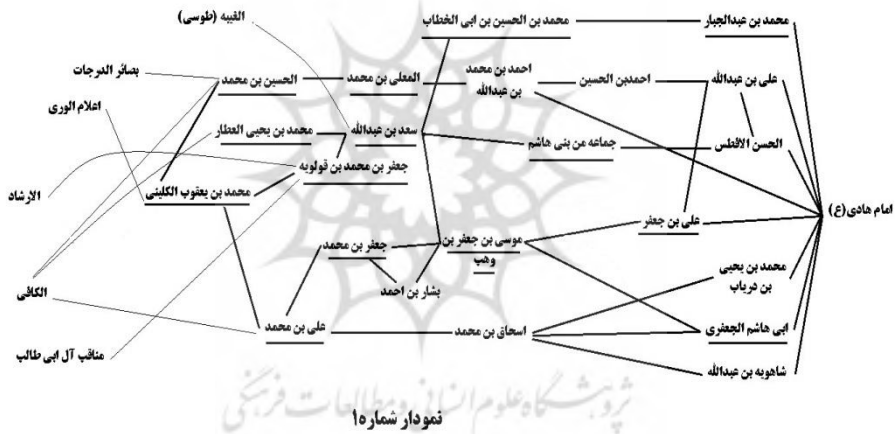 الغیبه (طوسی)
محمد بن الحسین بن ابی الخطاب
محمد بن عبدالجبار
بصائر الدرجات
الحسین بن محمد
المعلی بن محمد
احمد بن محمد
بن عبدالله
احمدبن الحسین
علی بن عبدالله
اعلام الوری
محمد بن یحیی العطار
سعد بن عبدالله
جماعه من بنی هاشم
الحسن الافطس
جعفر بن محمد بن قولویه
الارشاد
محمد بن یعقوب الکلینی
امام هادی(ع)
علی بن جعفر
جعفر بن محمد
موسی بن جعفر بن
وهب
بشار بن احمد
محمد بن یحیی
بن دریاب
الکافی
علی بن محمد
اسحاق بن محمد
ابی هاشم الجعفری
مناقب آل ابی طالب
شاهویه بن عبدالله
پژوهشگاه علوم انسانی و مطالعات فرهنگی
نمودار شماره۱